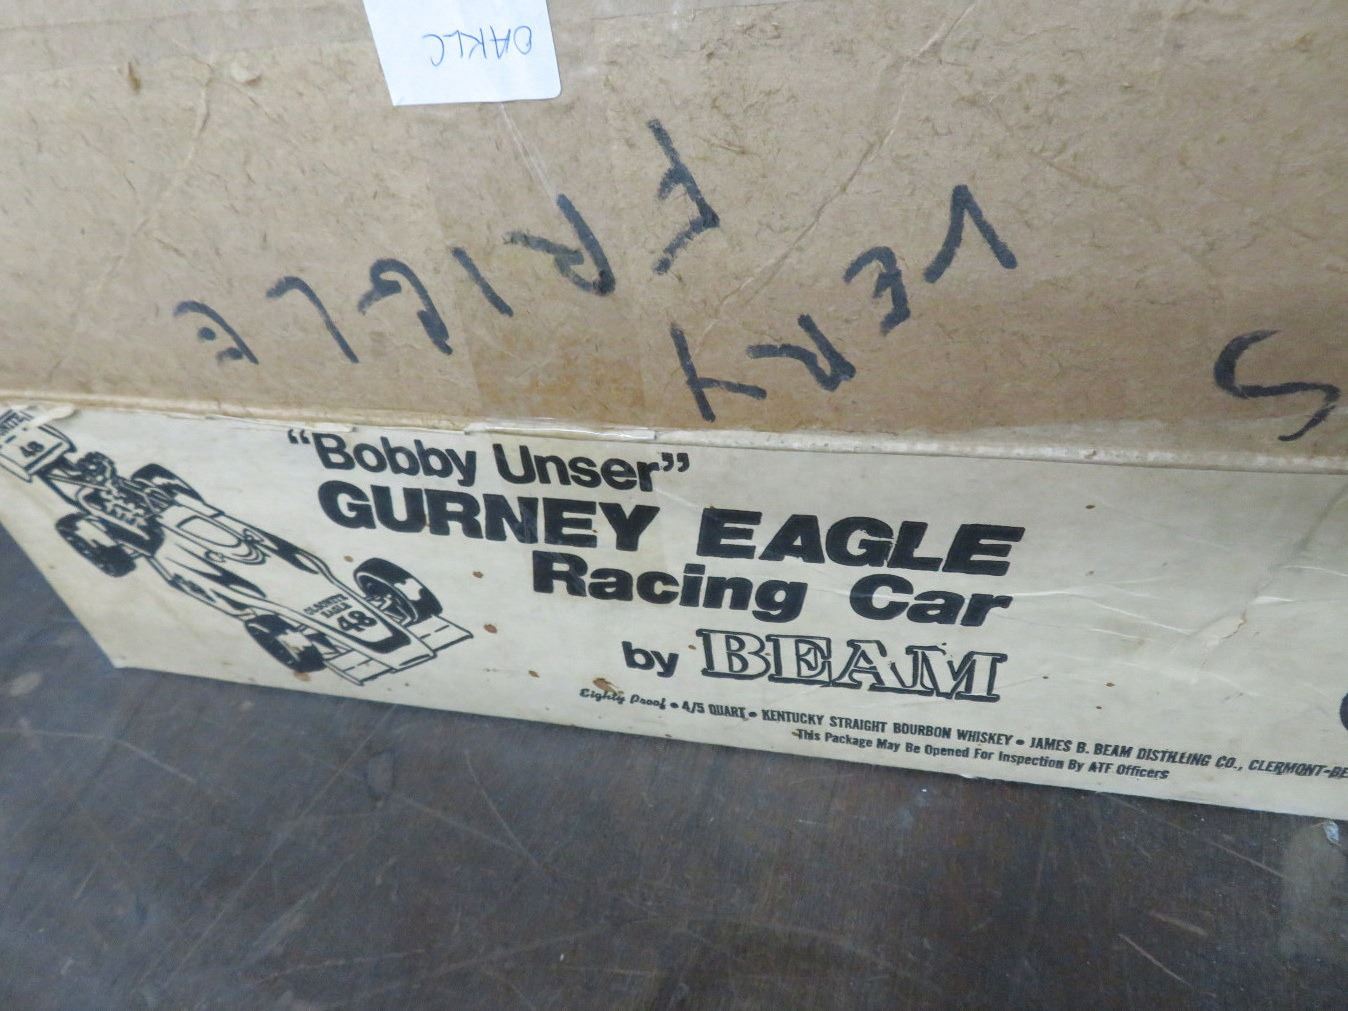 OAKLC
VERY
FRIGLE
S
"Bobby Unser"
GURNEY EAGLE
Racing Car
by BEAM
Eighty Proof • 4/5 QUART • KENTUCKY STRAIGHT BOURBON WHISKEY • JAMES B. BEAM DISTILLING CO., CLERMONT-BE
This Package May Be Opened For Inspection By ATF Officers
48
OLSONITE
EAGLE
48